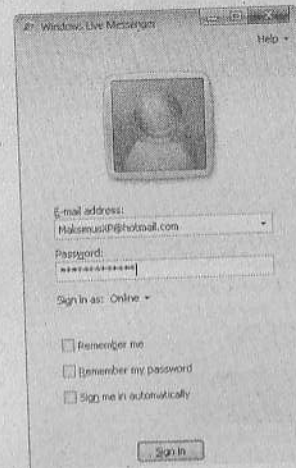 Windows Live Messenger
Help
E-mail address:
MaksimusXP@hotmail.com
Password:
*************
Sign in as: Online
Remember me
Remember my password
Sign me in automatically
Sign in